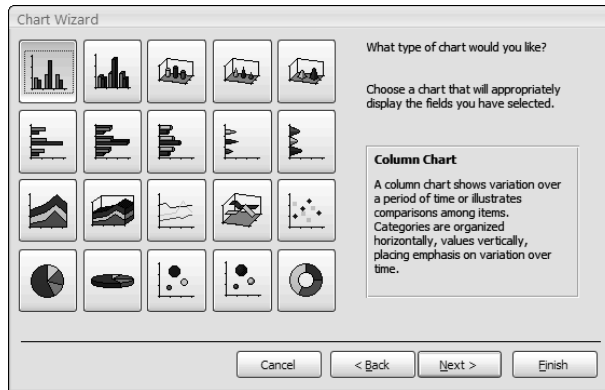 Chart Wizard
What type of chart would you like?
Choose a chart that will appropriately
display the fields you have selected.
Column Chart
A column chart shows variation over
a period of time or illustrates
comparisons among items.
Categories are organized
horizontally, values vertically,
placing emphasis on variation over
time.
Cancel
< Back
Next >
Finish